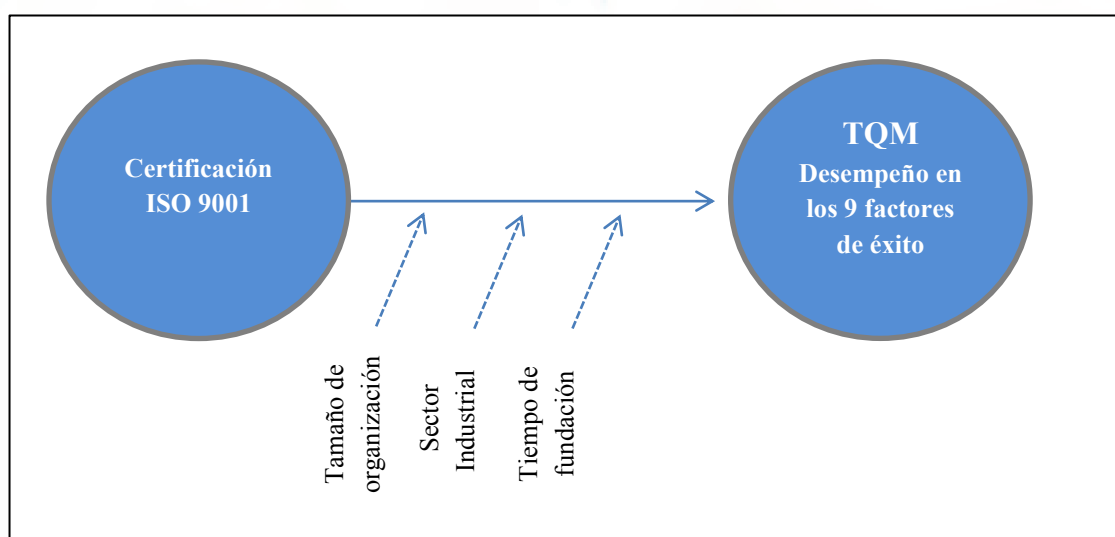 Certificación
ISO 9001
TQM
Desempeño en
los 9 factores
de éxito
Tamaño de
organización
Sector
Industrial
Tiempo de
fundación